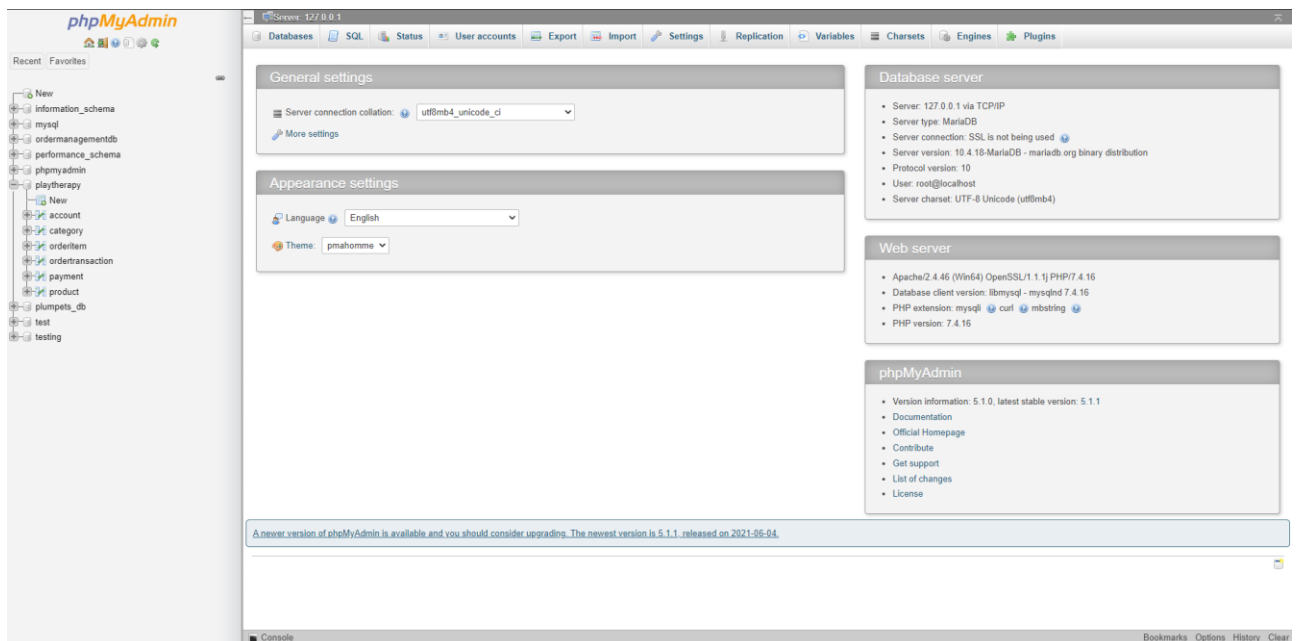 phpMyAdmin
Recent Favorites
New
information_schema
mysql
ordermanagementdb
performance_schema
phpmyadmin
playtherapy
New
account
category
orderitem
ordertransaction
payment
product
plumpets_db
test
testing
Server: 127.0.0.1
Databases SQL Status User accounts Export Import Settings Replication Variables Charsets Engines Plugins
General settings
Server connection collation: utf8mb4_unicode_ci
More settings
Appearance settings
Language English
Theme: pmahomme
Database server
• Server: 127.0.0.1 via TCP/IP
• Server type: MariaDB
• Server connection: SSL is not being used
• Server version: 10.4.18-MariaDB - mariadb.org binary distribution
• Protocol version: 10
• User: root@localhost
• Server charset: UTF-8 Unicode (utf8mb4)
Web server
• Apache/2.4.46 (Win64) OpenSSL/1.1.1j PHP/7.4.16
• Database client version: libmysql - mysqlnd 7.4.16
• PHP extension: mysqli curl mbstring
• PHP version: 7.4.16
phpMyAdmin
• Version information: 5.1.0, latest stable version: 5.1.1
• Documentation
• Official Homepage
• Contribute
• Get support
• List of changes
• License
A newer version of phpMyAdmin is available and you should consider upgrading. The newest version is 5.1.1, released on 2021-06-04.
Console Bookmarks Options History Clear